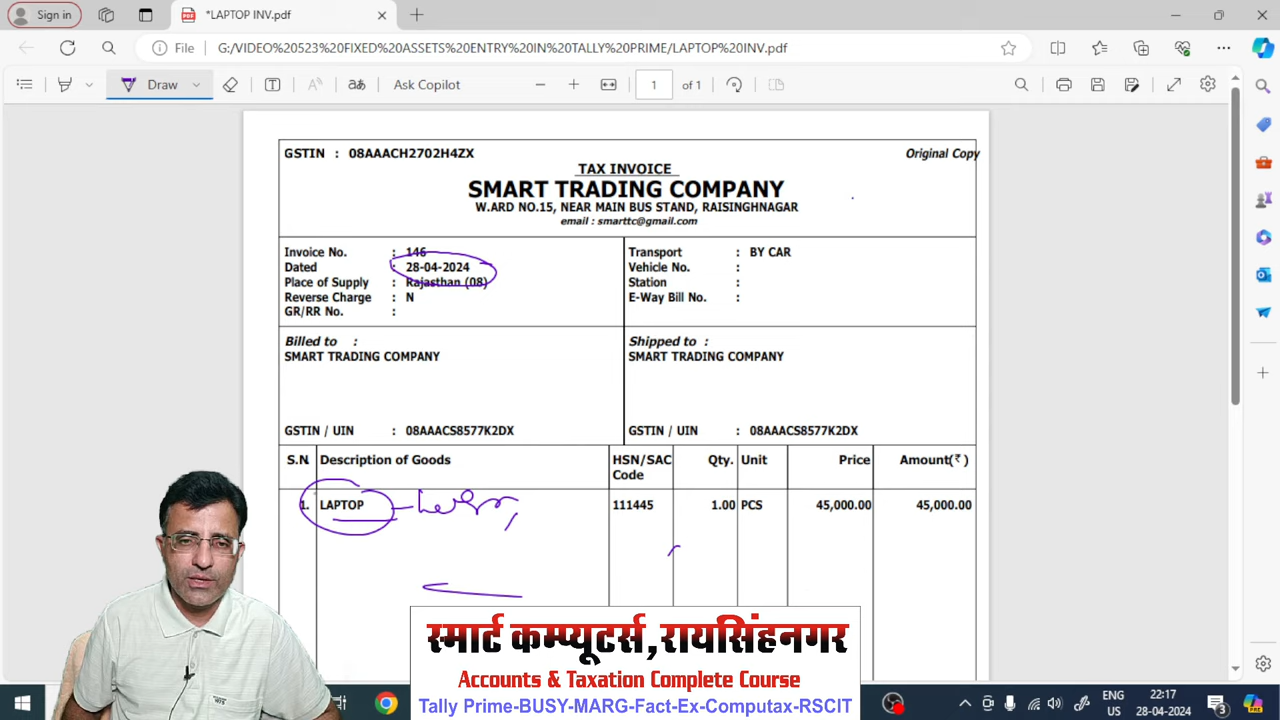 Sign in
*LAPTOP INV.pdf
File
G:/VIDEO%20523%20FIXED%20ASSETS%20ENTRY%20IN%20TALLY%20PRIME/LAPTOP%20INV.pdf
Draw
Ask Copilot
1 of 1
GSTIN : 08AAACH2702H4ZX
Original Copy
TAX INVOICE
SMART TRADING COMPANY
W.ARD NO.15, NEAR MAIN BUS STAND, RAISINGHNAGAR
email : smarttc@gmail.com
Invoice No. : 146
Dated : 28-04-2024
Place of Supply : Rajasthan (08)
Reverse Charge : N
GR/RR No. :
Transport : BY CAR
Vehicle No. :
Station :
E-Way Bill No. :
Billed to :
SMART TRADING COMPANY
GSTIN / UIN : 08AAACS8577K2DX
Shipped to :
SMART TRADING COMPANY
GSTIN / UIN : 08AAACS8577K2DX
S.N. Description of Goods HSN/SAC Code Qty. Unit Price Amount(₹)
1. LAPTOP 111445 1.00 PCS 45,000.00 45,000.00
स्मार्ट कम्प्यूटर्स,रायसिंहनगर
Accounts & Taxation Complete Course
Tally Prime-BUSY-MARG-Fact-Ex-Computax-RSCIT
ENG
US
22:17
28-04-2024
3
PRE